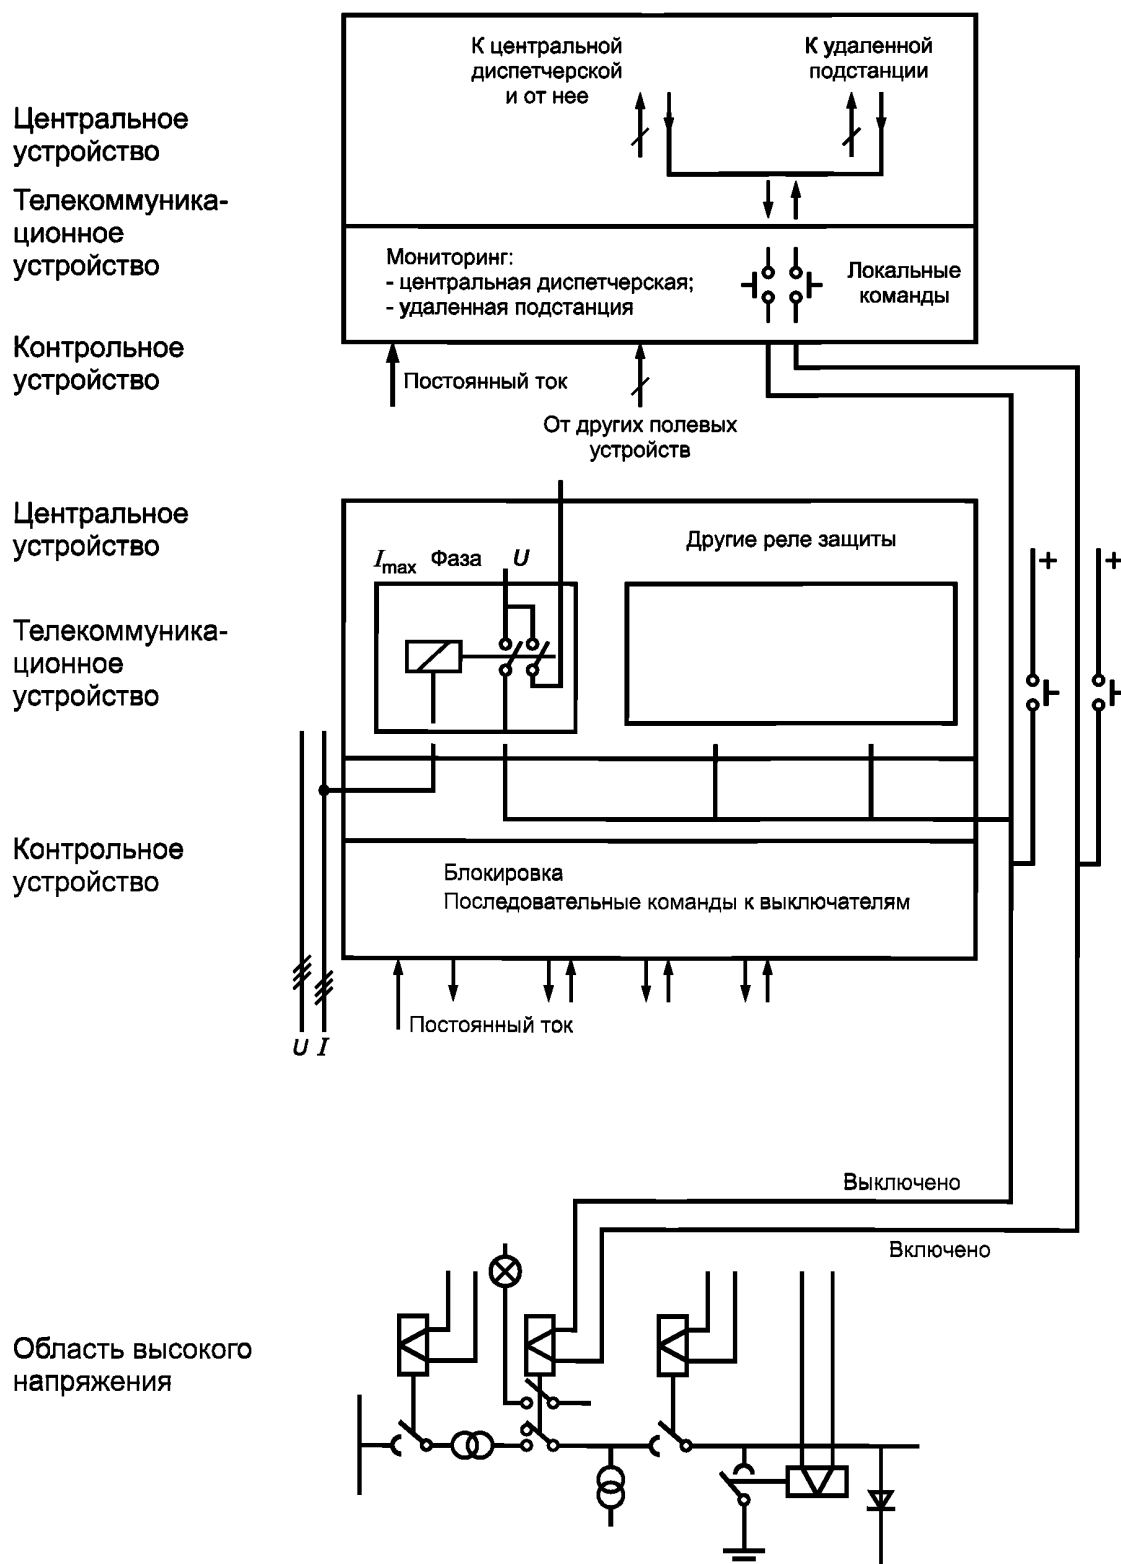 К центральной
диспетчерской
и от нее
К удаленной
подстанции
Центральное
устройство
Телекоммуника-
ционное
устройство
Мониторинг:
- центральная диспетчерская;
- удаленная подстанция
Локальные
команды
Контрольное
устройство
Постоянный ток
От других полевых
устройств
Центральное
устройство
Другие реле защиты
Imax Фаза U
+ +
Телекоммуника-
ционное
устройство
Контрольное
устройство
Блокировка
Последовательные команды к выключателям
Постоянный ток
U I
Выключено
Включено
Область высокого
напряжения